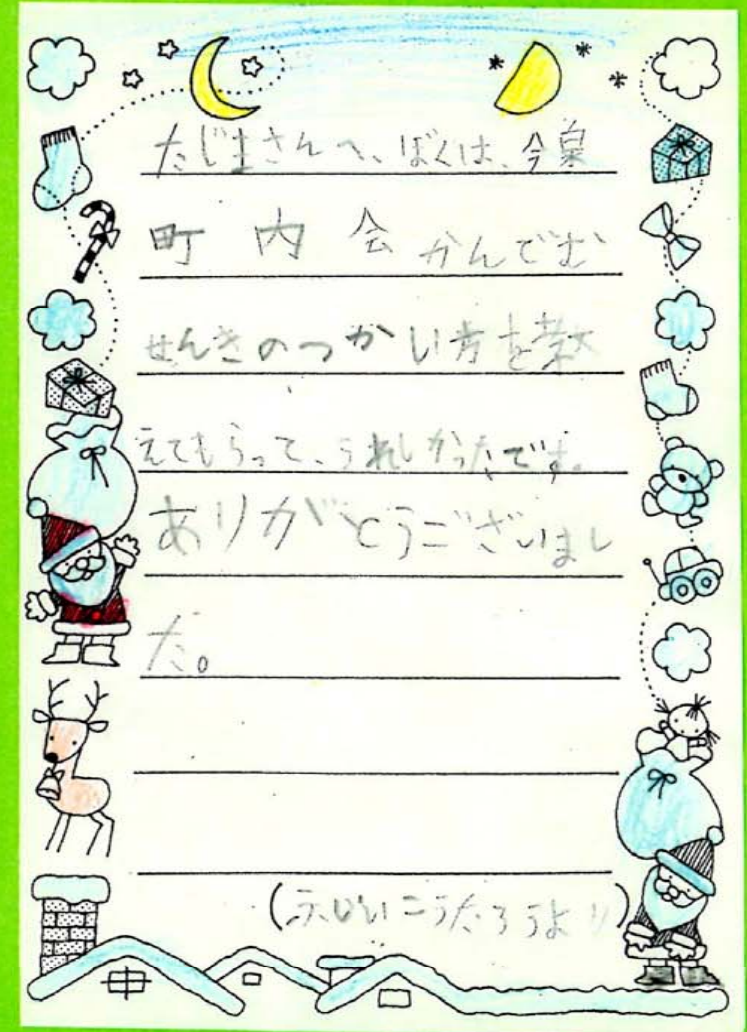 たじまさんへ、ぼくは、今泉
町内会かんでむ
せんきのつかい方を教
えてもらって、うれしかったです。
ありがとうございまし
た。
こうたろうより)